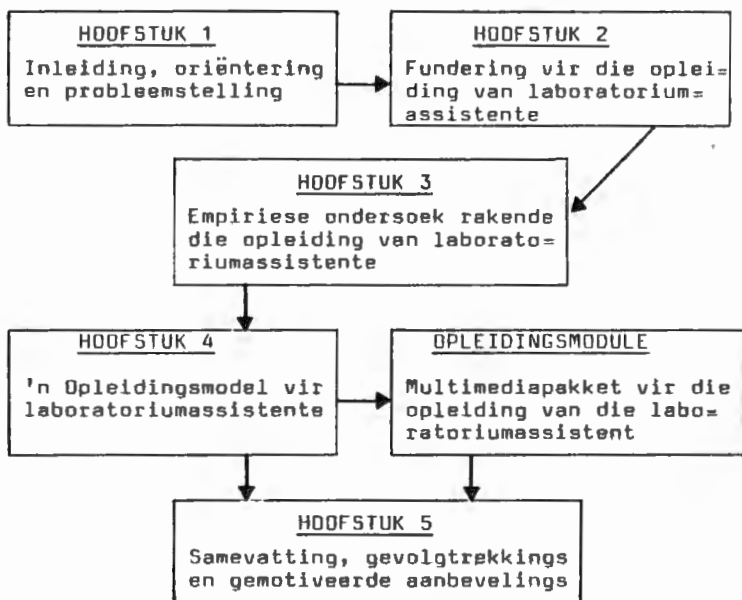 HOOFSTUK 1
Inleiding, oriëntering
en probleemstelling
HOOFSTUK 2
Fundering vir die oplei=
ding van laboratorium=
assistente
HOOFSTUK 3
Empiriese ondersoek rakende
die opleiding van laborato=
riumassistente
HOOFSTUK 4
'n Opleidingsmodel vir
laboratoriumassistente
OPLEIDINGSMODULE
Multimediapakket vir die
opleiding van die labo=
ratoriumassistent
HOOFSTUK 5
Samevatting, gevolgtrekkings
en gemotiveerde aanbevelings